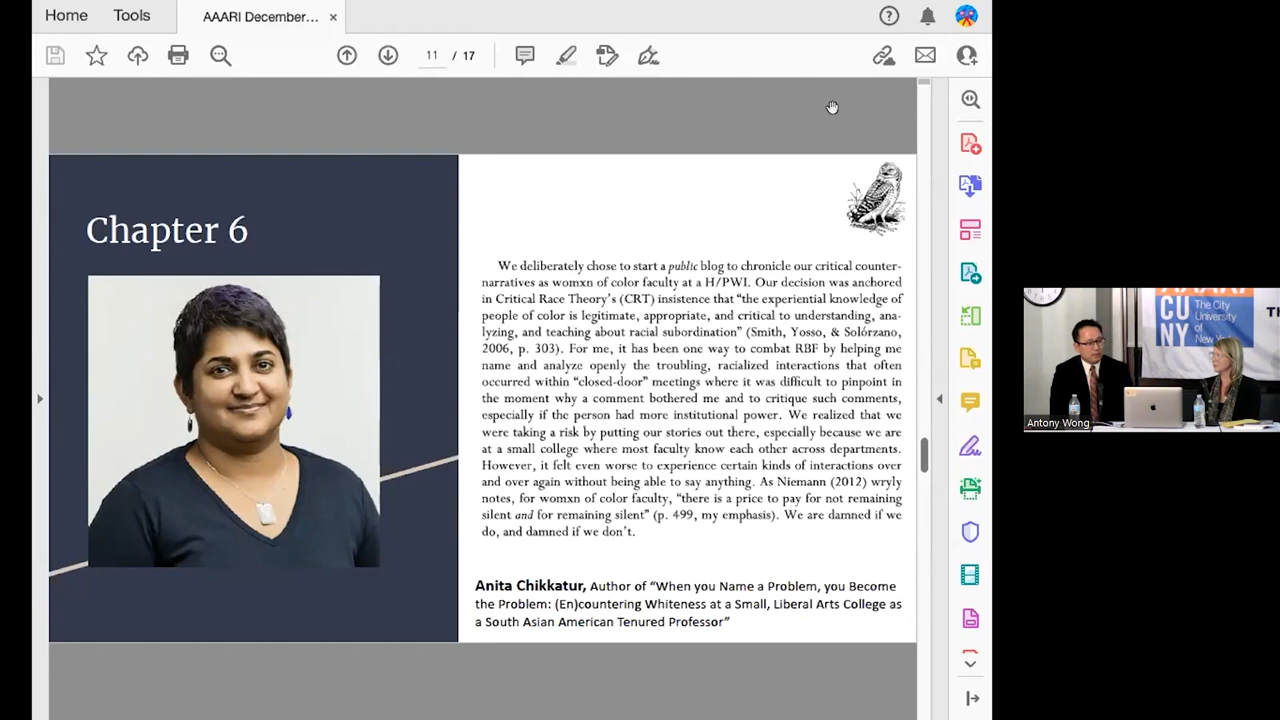 Home Tools AAARI December... ×
11 / 17
Chapter 6
We deliberately chose to start a public blog to chronicle our critical counter-
narratives as womxn of color faculty at a H/PWI. Our decision was anchored
in Critical Race Theory's (CRT) insistence that “the experiential knowledge of
people of color is legitimate, appropriate, and critical to understanding, ana-
lyzing, and teaching about racial subordination” (Smith, Yosso, & Solórzano,
2006, p. 303). For me, it has been one way to combat RBF by helping me
name and analyze openly the troubling, racialized interactions that often
occurred within “closed-door” meetings where it was difficult to pinpoint in
the moment why a comment bothered me and to critique such comments,
especially if the person had more institutional power. We realized that we
were taking a risk by putting our stories out there, especially because we are
at a small college where most faculty know each other across departments.
However, it felt even worse to experience certain kinds of interactions over
and over again without being able to say anything. As Niemann (2012) wryly
notes, for womxn of color faculty, “there is a price to pay for not remaining
silent and for remaining silent” (p. 499, my emphasis). We are damned if we
do, and damned if we don't.
Anita Chikkatur, Author of “When you Name a Problem, you Become
the Problem: (En)countering Whiteness at a Small, Liberal Arts College as
a South Asian American Tenured Professor”
CU
NY
The City
University
of
New York
Antony Wong